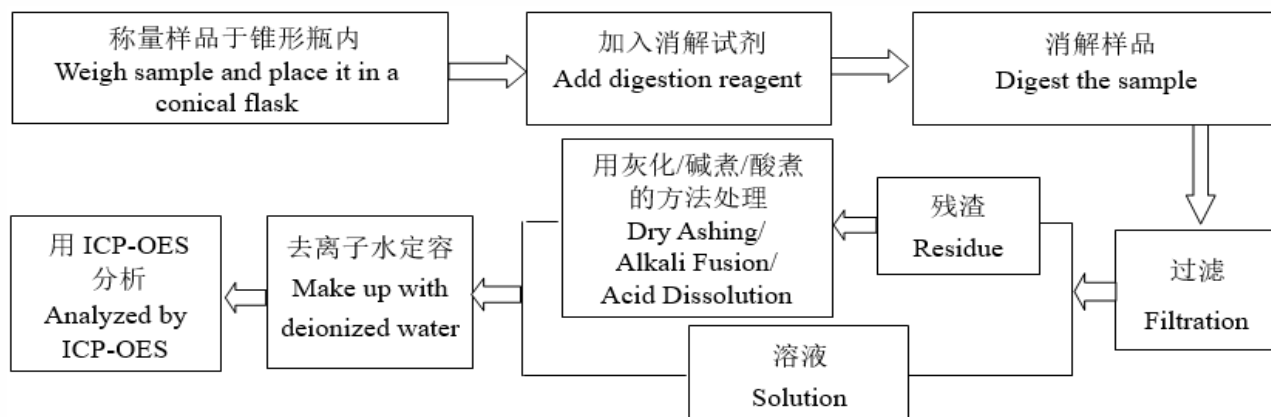 称量样品于锥形瓶内
Weigh sample and place it in a
conical flask
加入消解试剂
Add digestion reagent
消解样品
Digest the sample
过滤
Filtration
残渣
Residue
用灰化/碱煮/酸煮
的方法处理
Dry Ashing/
Alkali Fusion/
Acid Dissolution
溶液
Solution
去离子水定容
Make up with
deionized water
用 ICP-OES
分析
Analyzed by
ICP-OES